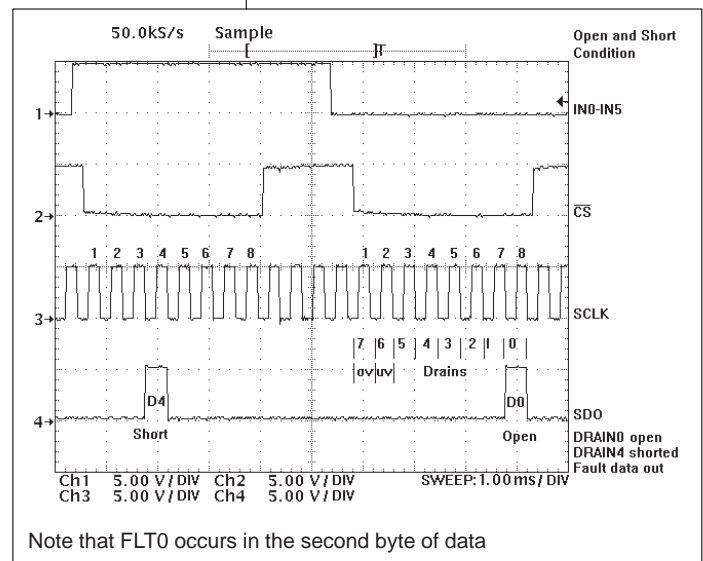 50.0kS/s Sample
[ ]T
Open and Short
Condition
1→
IN0-IN5
2→
CS
1 2 3 4 5 6 7 8 1 2 3 4 5 6 7 8
3→
SCLK
7 6 5 4 3 2 1 0
ov uv Drains
D4 D0
4→
SDO
Short Open
DRAIN0 open
DRAIN4 shorted
Fault data out
Ch1 5.00 V/DIV Ch2 5.00 V/DIV SWEEP:1.00 ms/DIV
Ch3 5.00 V/DIV Ch4 5.00 V/DIV
Note that FLT0 occurs in the second byte of data